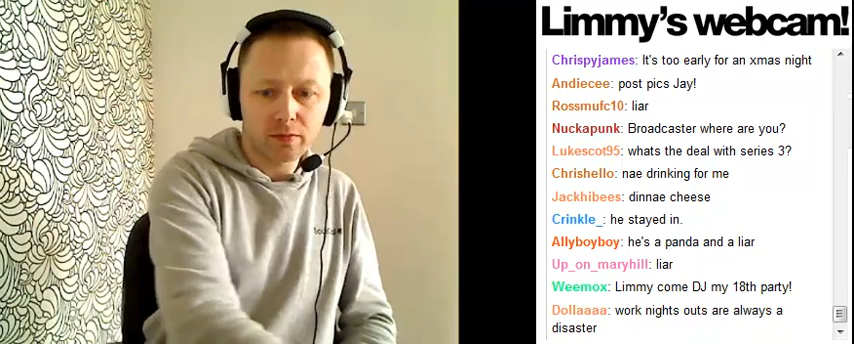 Limmy's webcam!
Chrispyjames: It's too early for an xmas night
Andiecee: post pics Jay!
Rossmufc10: liar
Nuckapunk: Broadcaster where are you?
Lukescot95: whats the deal with series 3?
Chrishello: nae drinking for me
Jackhibees: dinnae cheese
Crinkle_: he stayed in.
Allyboyboy: he's a panda and a liar
Up_on_maryhill: liar
Weemox: Limmy come DJ my 18th party!
Dollaaaa: work nights outs are always a
disaster